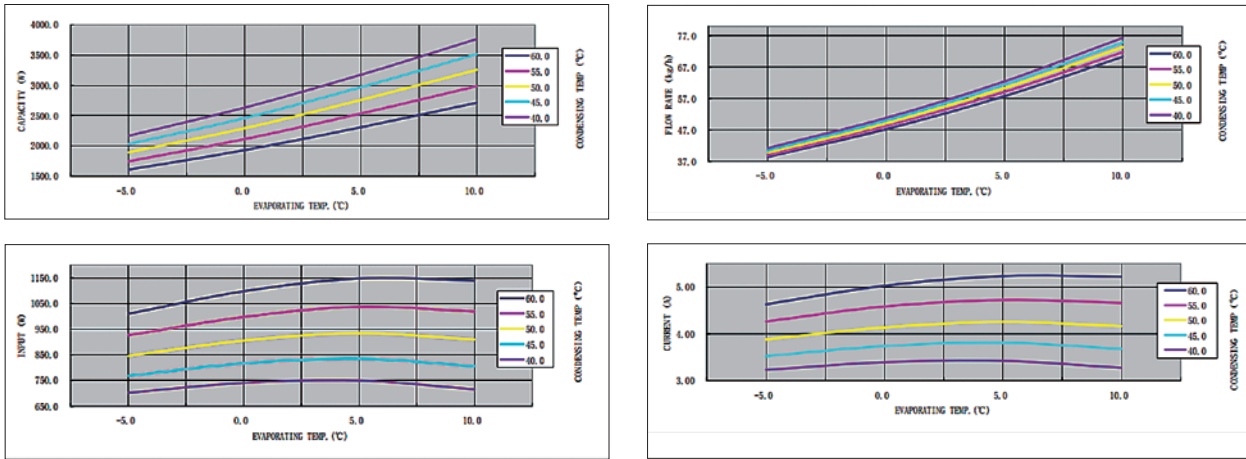 4000.0
3500.0
3000.0
2500.0
2000.0
1500.0
CAPACITY (W)
-5.0 0.0 5.0 10.0
EVAPORATING TEMP. (℃)
60.0
55.0
50.0
45.0
40.0
CONDENSING TEMP (℃)
77.0
67.0
57.0
47.0
37.0
FLOW RATE (kg/h)
-5.0 0.0 5.0 10.0
EVAPORATING TEMP. (℃)
60.0
55.0
50.0
45.0
40.0
CONDENSING TEMP (℃)
1150.0
1050.0
950.0
850.0
750.0
650.0
INPUT (W)
-5.0 0.0 5.0 10.0
EVAPORATING TEMP. (℃)
60.0
55.0
50.0
45.0
40.0
CONDENSING TEMP (℃)
5.00
4.00
3.00
CURRENT (A)
-5.0 0.0 5.0 10.0
EVAPORATING TEMP. (℃)
60.0
55.0
50.0
45.0
40.0
CONDENSING TEMP (℃)